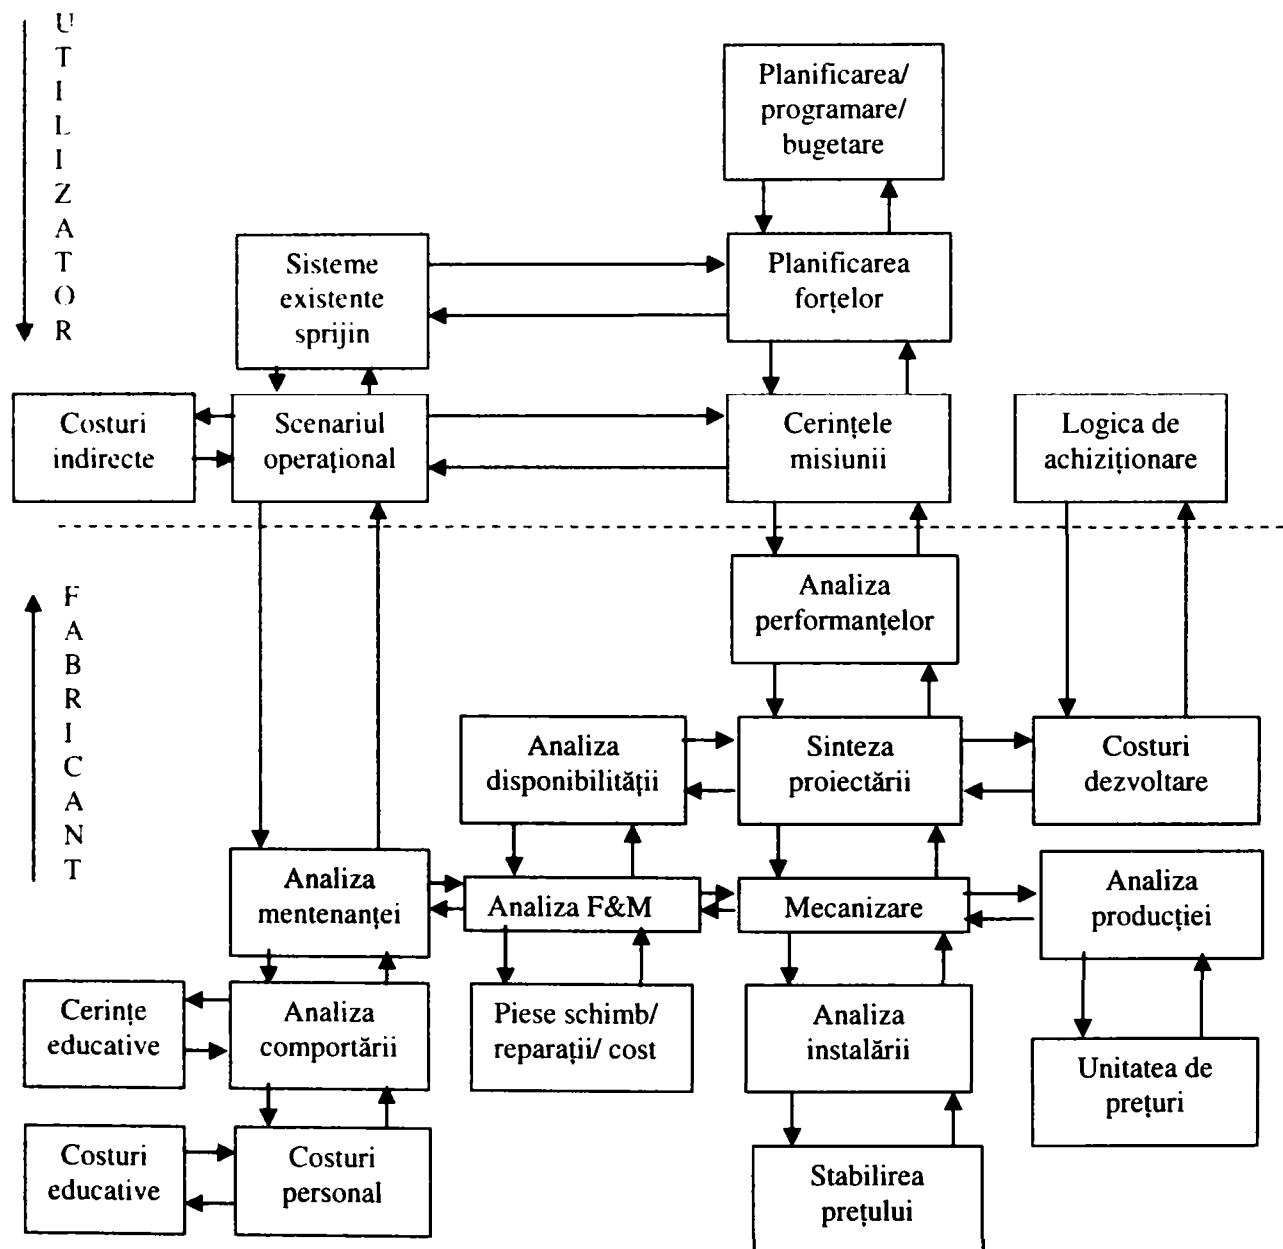 UTILIZATOR
Planificarea/
programare/
bugetare
Sisteme
existente
sprijin
Planificarea
forțelor
Costuri
indirecte
Scenariul
operațional
Cerințele
misiunii
Logica de
achiziționare
FABRICANT
Analiza
performanțelor
Analiza
disponibilității
Sinteza
proiectării
Costuri
dezvoltare
Analiza
mentenanței
Analiza F&M
Mecanizare
Analiza
producției
Cerințe
educative
Analiza
comportării
Piese schimb/
reparații/ cost
Analiza
instalării
Unitatea de
prețuri
Costuri
educative
Costuri
personal
Stabilirea
prețului